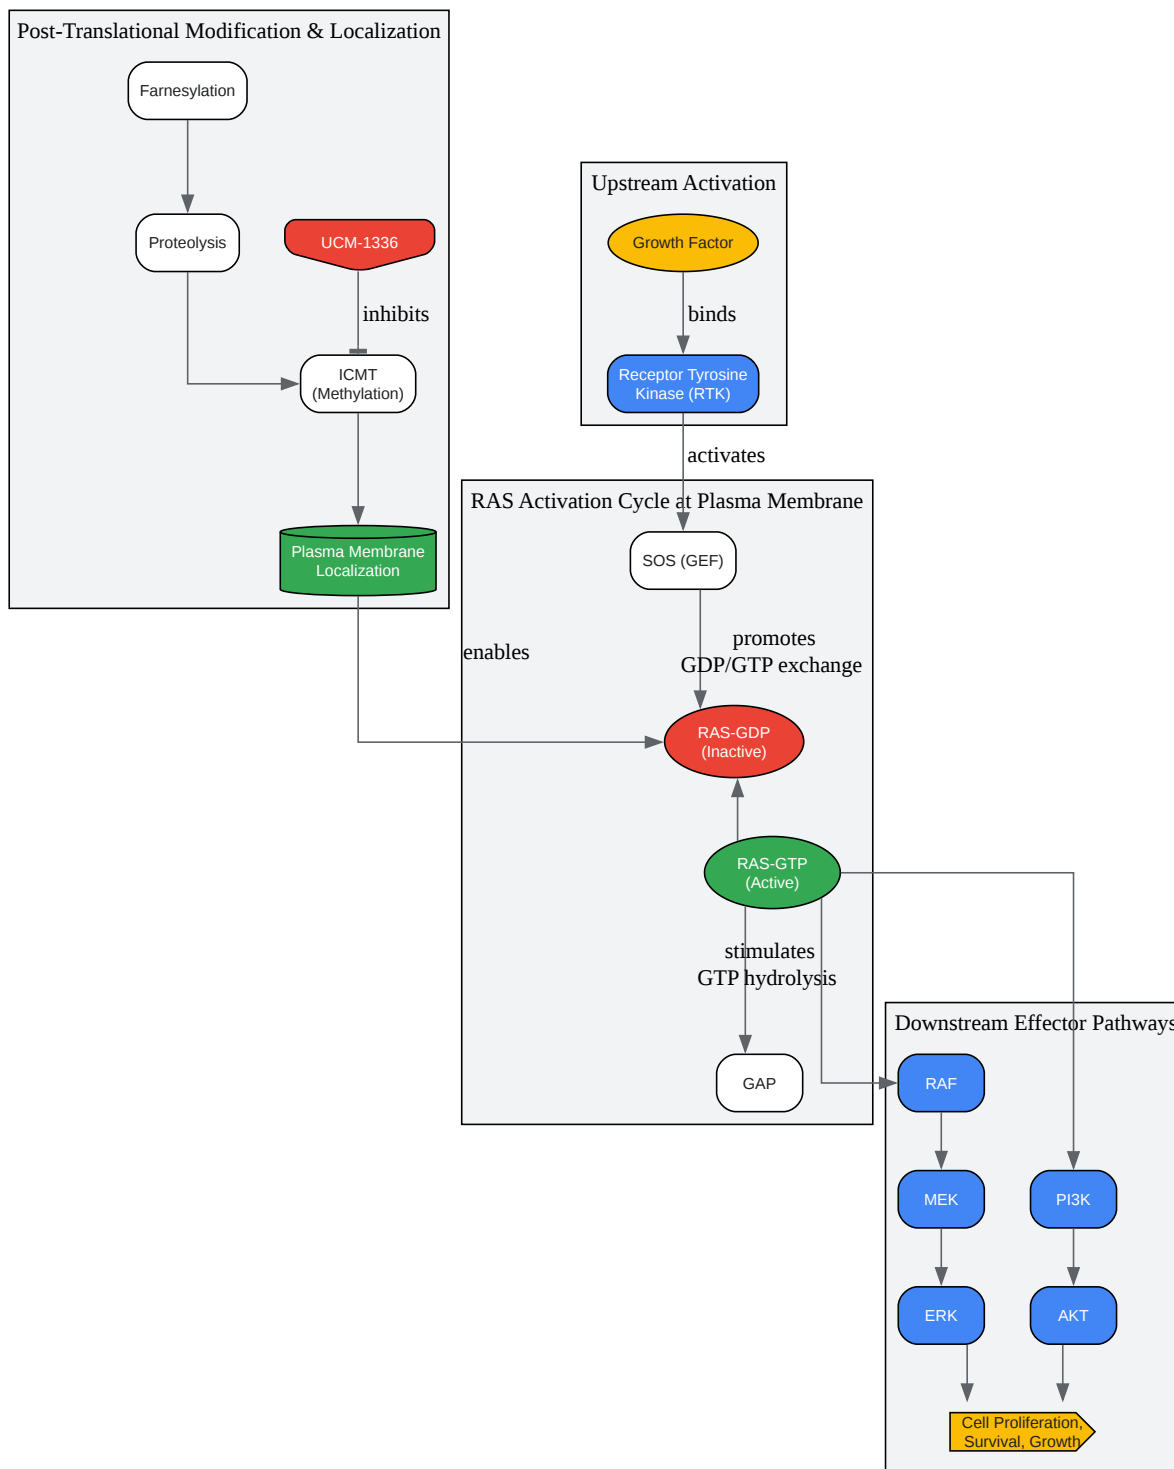 Post-Translational Modification & Localization
Farnesylation
Proteolysis
UCM-1336
inhibits
ICMT
(Methylation)
Plasma Membrane
Localization
enables
Upstream Activation
Growth Factor
binds
Receptor Tyrosine
Kinase (RTK)
activates
RAS Activation Cycle at Plasma Membrane
SOS (GEF)
promotes
GDP/GTP exchange
RAS-GDP
(Inactive)
RAS-GTP
(Active)
stimulates
GTP hydrolysis
GAP
Downstream Effector Pathways
RAF
MEK
PI3K
ERK
AKT
Cell Proliferation,
Survival, Growth